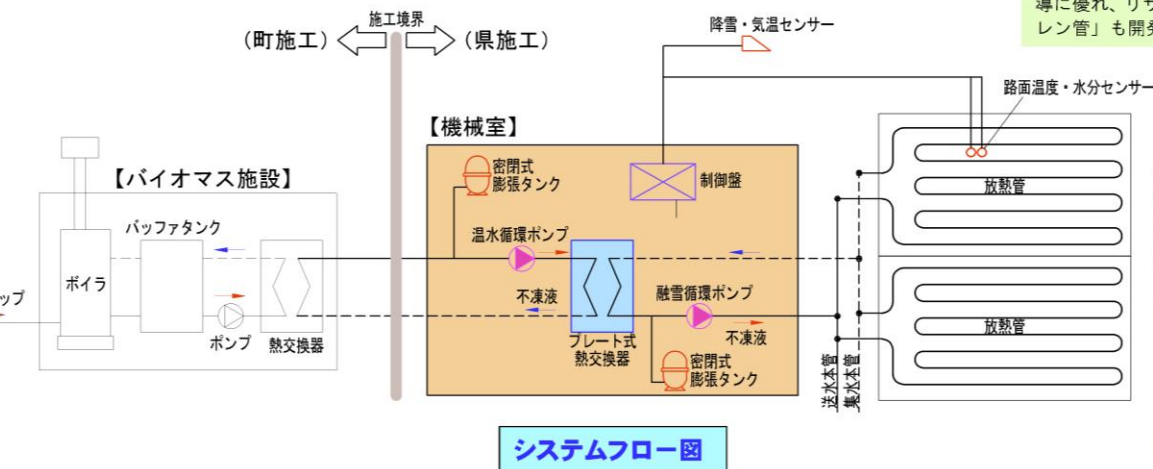 導に優れ、リサ
レン管」も開発
施工境界
（町施工）
（県施工）
降雪・気温センサー
路面温度・水分センサー
【機械室】
密閉式
膨張タンク
制御盤
放熱管
【バイオマス施設】
バッファタンク
ボイラ
ップ
ポンプ
熱交換器
温水循環ポンプ
不凍液
プレート式
熱交換器
融雪循環ポンプ
不凍液
密閉式
膨張タンク
送水本管
集水本管
放熱管
システムフロー図